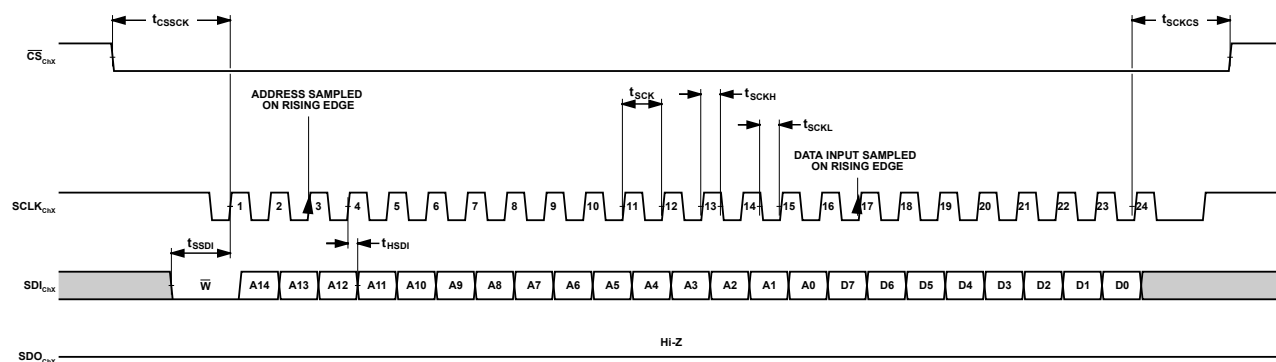 tCSSCK
tSCKCS
CSChX
ADDRESS SAMPLED
ON RISING EDGE
tSCK
tSCKH
tSCKL
DATA INPUT SAMPLED
ON RISING EDGE
SCLKChX 1 2 3 4 5 6 7 8 9 10 11 12 13 14 15 16 17 18 19 20 21 22 23 24
tSSDI
tHSDI
SDIChX W A14 A13 A12 A11 A10 A9 A8 A7 A6 A5 A4 A3 A2 A1 A0 D7 D6 D5 D4 D3 D2 D1 D0
Hi-Z
SDOChX